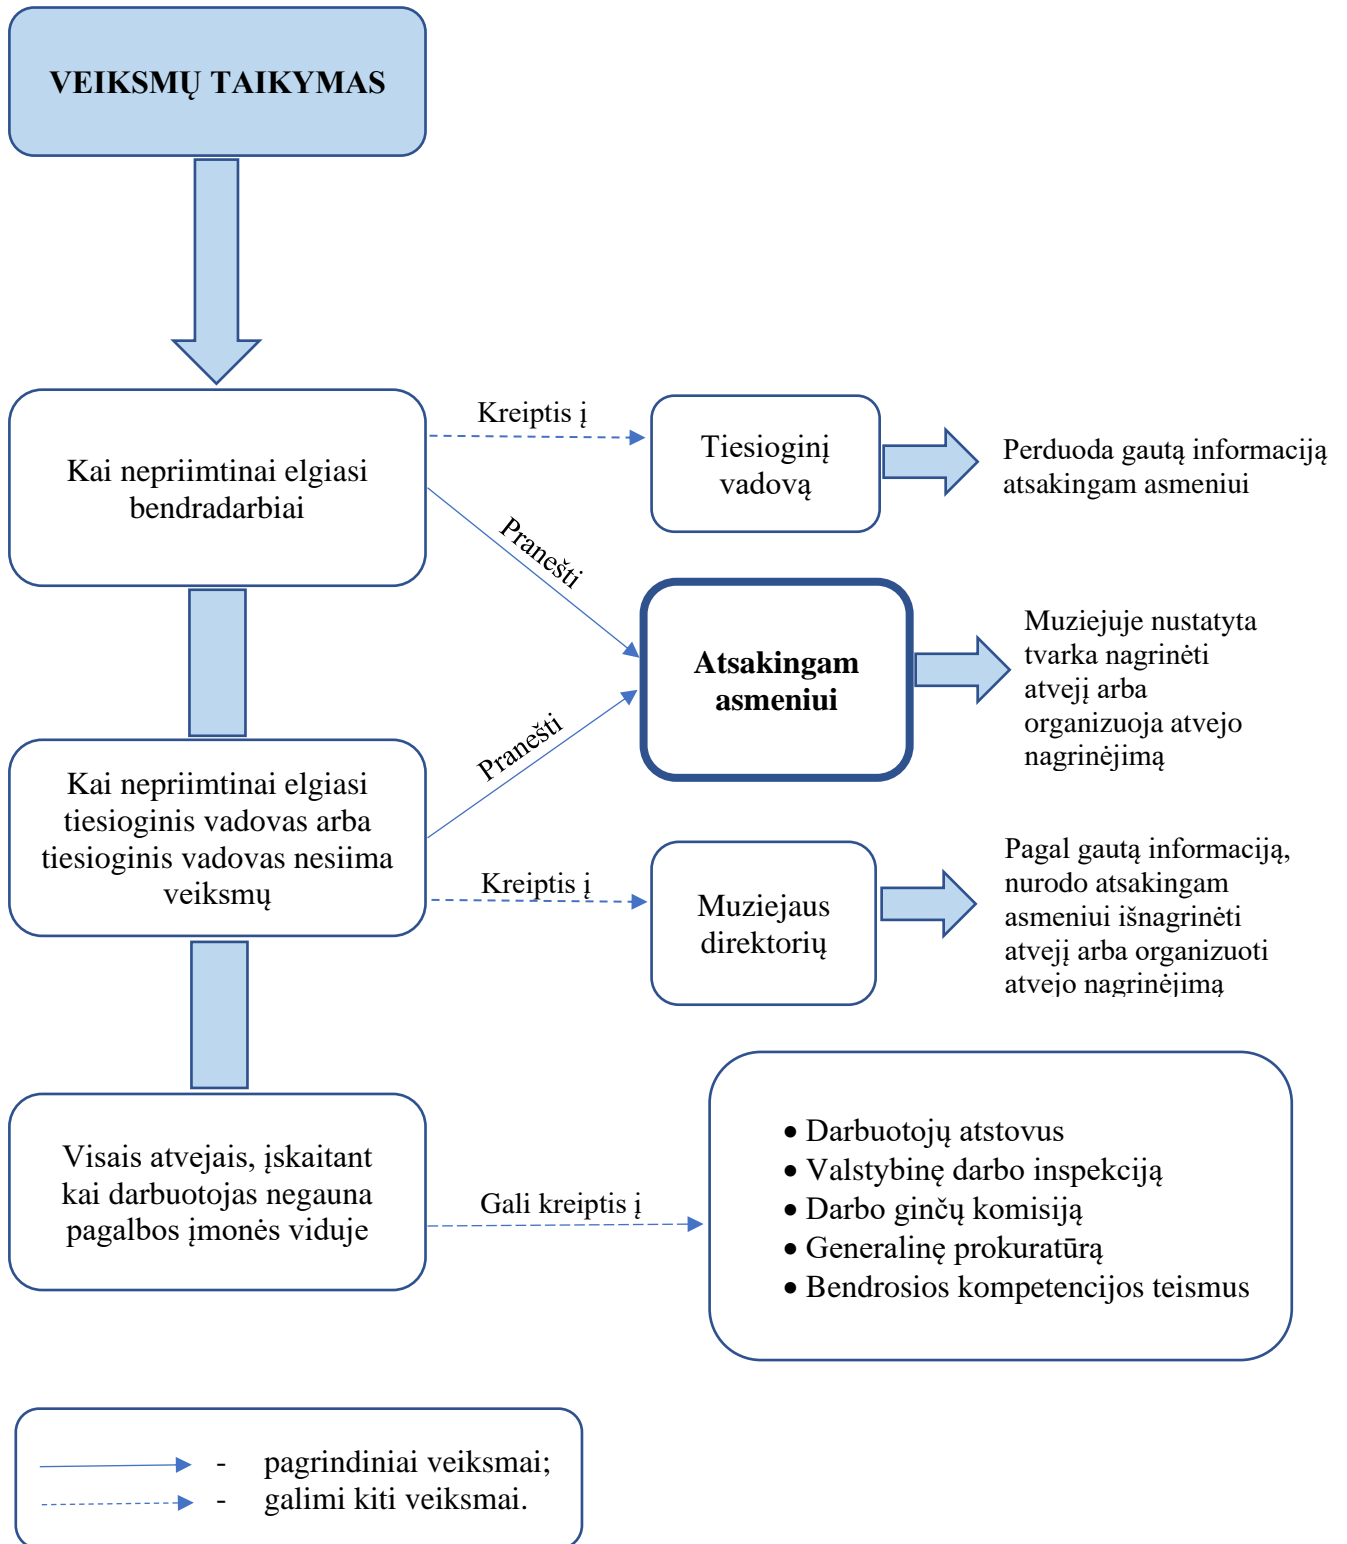 VEIKSMŲ TAIKYMAS
Kai nepriimtinai elgiasi
bendradarbiai
Kreiptis į
Tiesioginį
vadovą
Perduoda gautą informaciją
atsakingam asmeniui
Pranešti
Atsakingam
asmeniui
Muziejuje nustatyta
tvarka nagrinėti
atvejį arba
organizuoja atvejo
nagrinėjimą
Pranešti
Kai nepriimtinai elgiasi
tiesioginis vadovas arba
tiesioginis vadovas nesiima
veiksmų
Kreiptis į
Muziejaus
direktorių
Pagal gautą informaciją,
nurodo atsakingam
asmeniui išnagrinėti
atvejį arba organizuoti
atvejo nagrinėjimą
Visais atvejais, įskaitant
kai darbuotojas negauna
pagalbos įmonės viduje
Gali kreiptis į
• Darbuotojų atstovus
• Valstybinę darbo inspekciją
• Darbo ginčų komisiją
• Generalinę prokuratūrą
• Bendrosios kompetencijos teismus
- pagrindiniai veiksmai;
- galimi kiti veiksmai.